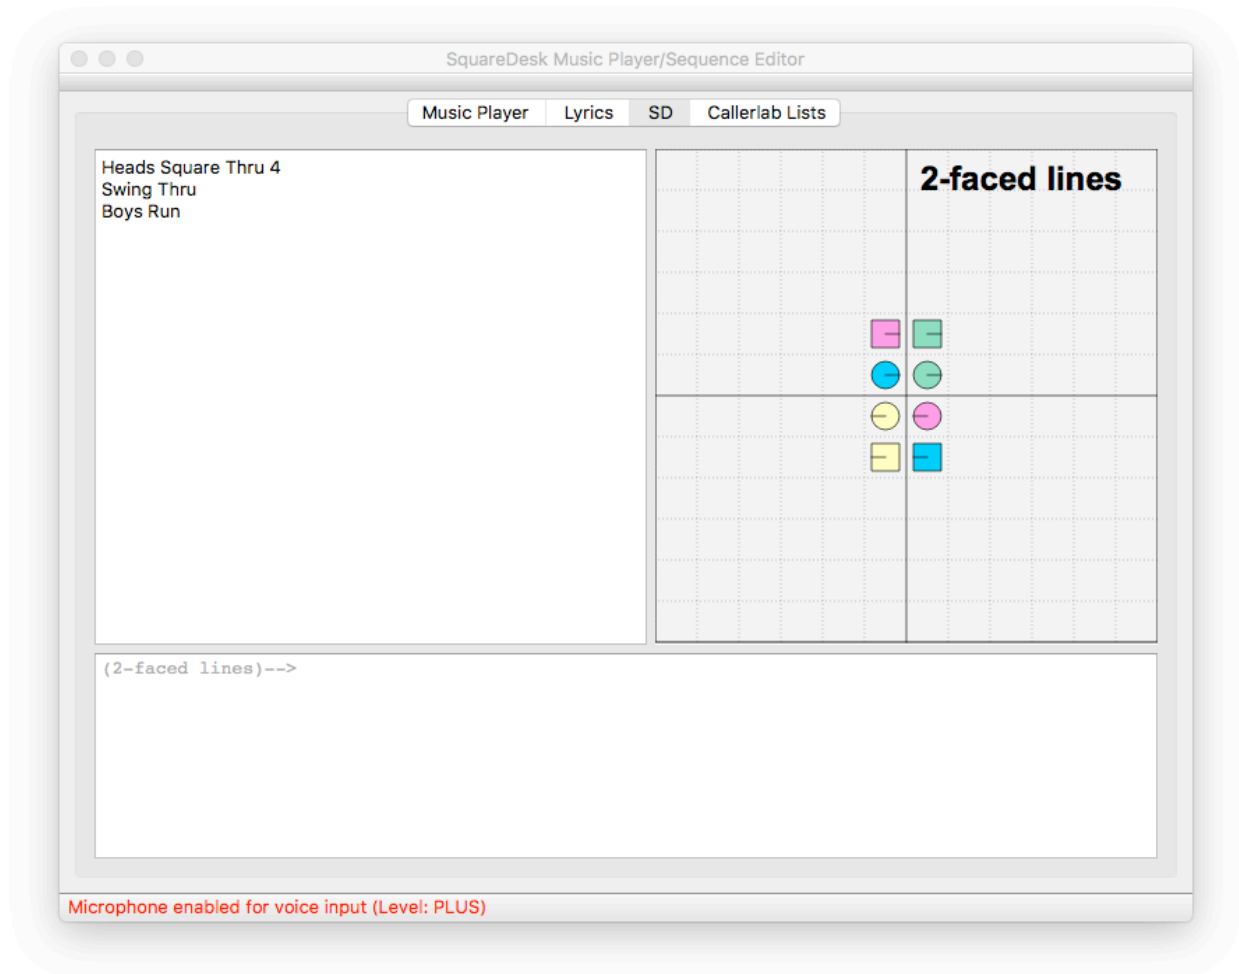 SquareDesk Music Player/Sequence Editor
Music Player Lyrics SD Callerlab Lists
Heads Square Thru 4
Swing Thru
Boys Run
2-faced lines
(2-faced lines)-->
Microphone enabled for voice input (Level: PLUS)